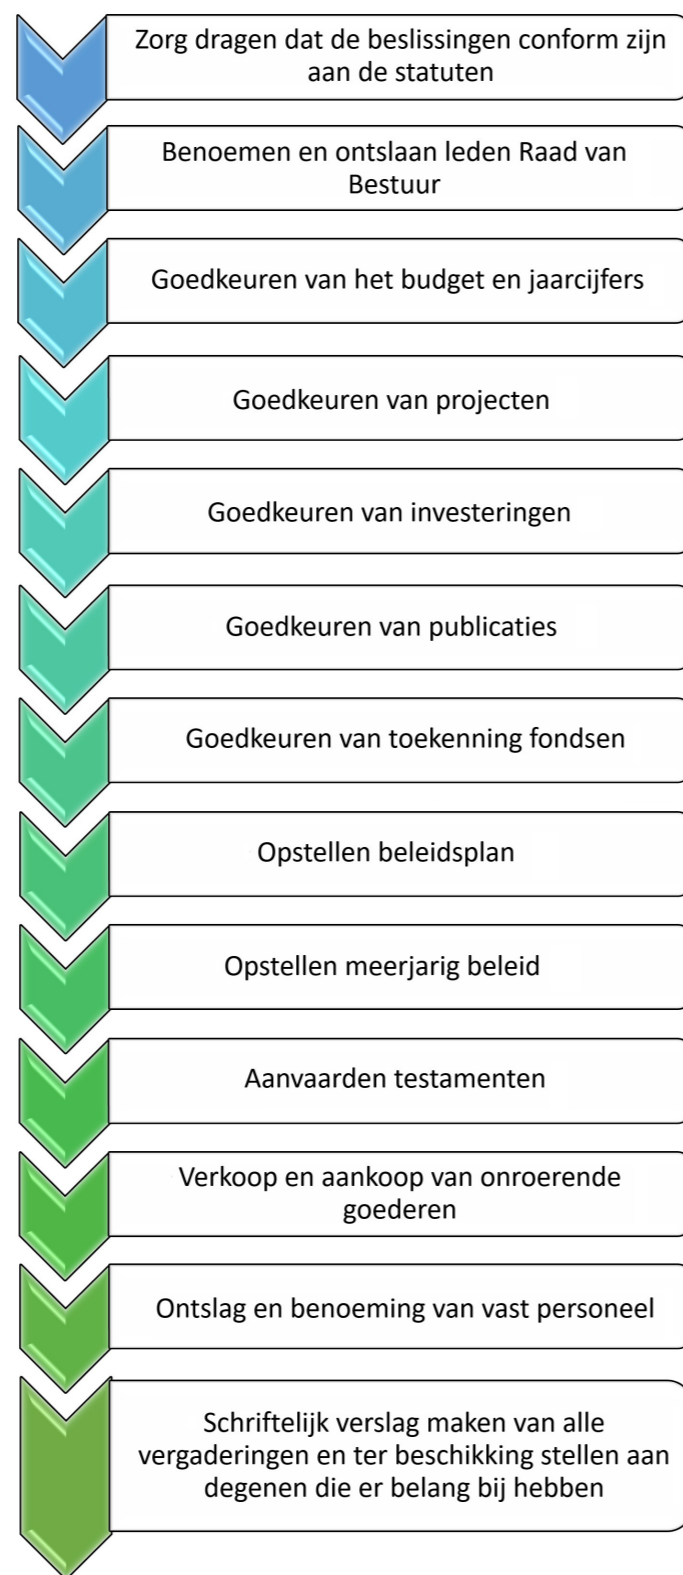 Zorg dragen dat de beslissingen conform zijn
aan de statuten
Benoemen en ontslaan leden Raad van
Bestuur
Goedkeuren van het budget en jaarcijfers
Goedkeuren van projecten
Goedkeuren van investeringen
Goedkeuren van publicaties
Goedkeuren van toekenning fondsen
Opstellen beleidsplan
Opstellen meerjarig beleid
Aanvaarden testamenten
Verkoop en aankoop van onroerende
goederen
Ontslag en benoeming van vast personeel
Schriftelijk verslag maken van alle
vergaderingen en ter beschikking stellen aan
degenen die er belang bij hebben